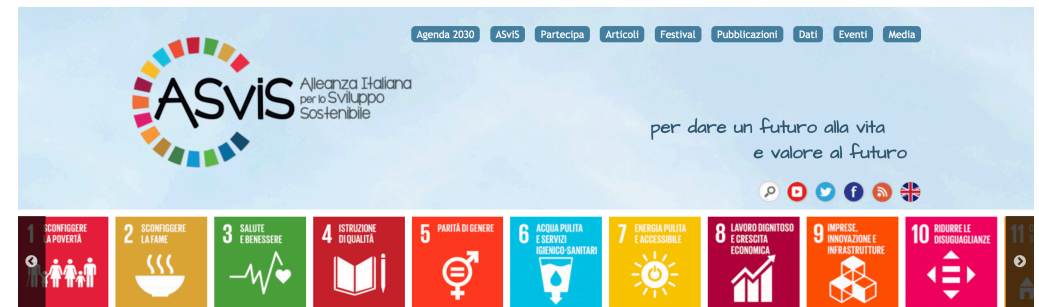 Agenda 2030 ASviS Partecipa Articoli Festival Pubblicazioni Dati Eventi Media
ASviS
Alleanza Italiana
per lo Sviluppo
Sostenibile
per dare un futuro alla vita
e valore al futuro
1 SCONFIGGERE
LA POVERTÀ
2 SCONFIGGERE
LA FAME
3 SALUTE
E BENESSERE
4 ISTRUZIONE
DI QUALITÀ
5 PARITÀ DI GENERE
6 ACQUA PULITA
E SERVIZI
IGIENICO-SANITARI
7 ENERGIA PULITA
E ACCESSIBILE
8 LAVORO DIGNITOSO
E CRESCITA
ECONOMICA
9 IMPRESE,
INNOVAZIONE E
INFRASTRUTTURE
10 RIDURRE LE
DISUGUAGLIANZE
11